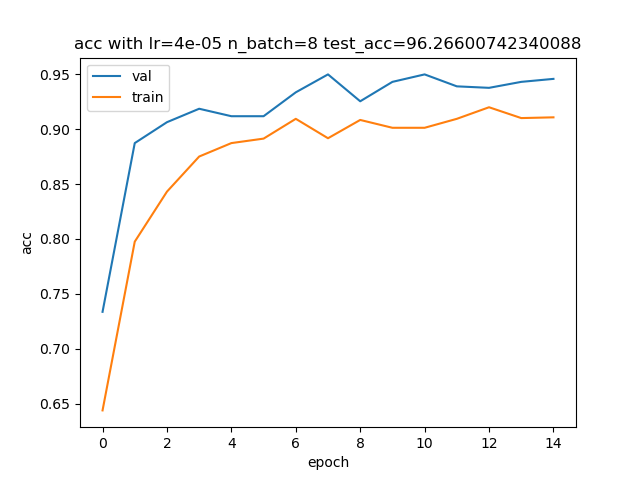 acc with lr=4e-05 n_batch=8 test_acc=96.26600742340088
val
train
0.95
0.90
0.85
0.80
0.75
0.70
0.65
acc
0 2 4 6 8 10 12 14
epoch